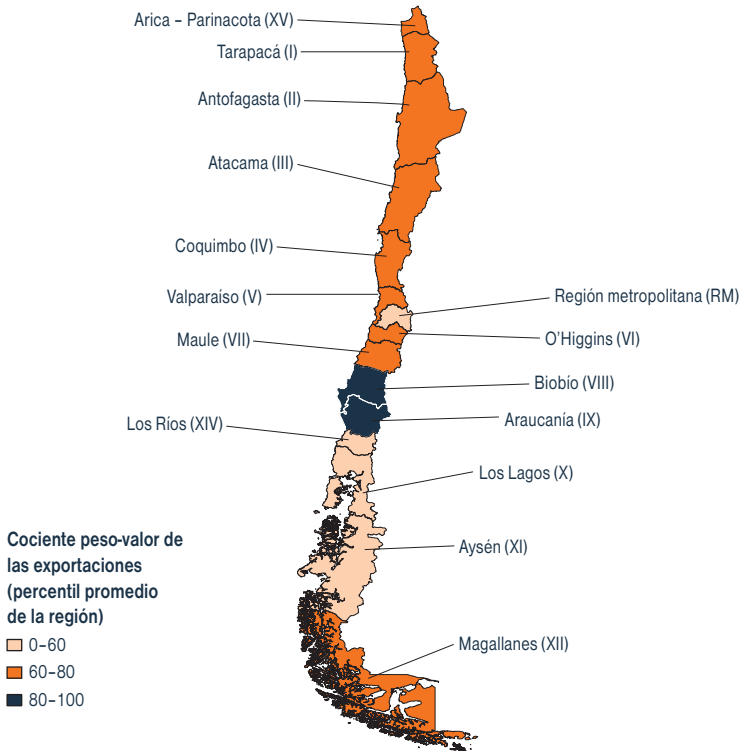 Arica – Parinacota (XV)
Tarapacá (I)
Antofagasta (II)
Atacama (III)
Coquimbo (IV)
Valparaíso (V)
Región metropolitana (RM)
O'Higgins (VI)
Maule (VII)
Biobío (VIII)
Araucanía (IX)
Los Ríos (XIV)
Los Lagos (X)
Aysén (XI)
Magallanes (XII)
Cociente peso-valor de
las exportaciones
(percentil promedio
de la región)
0–60
60–80
80–100